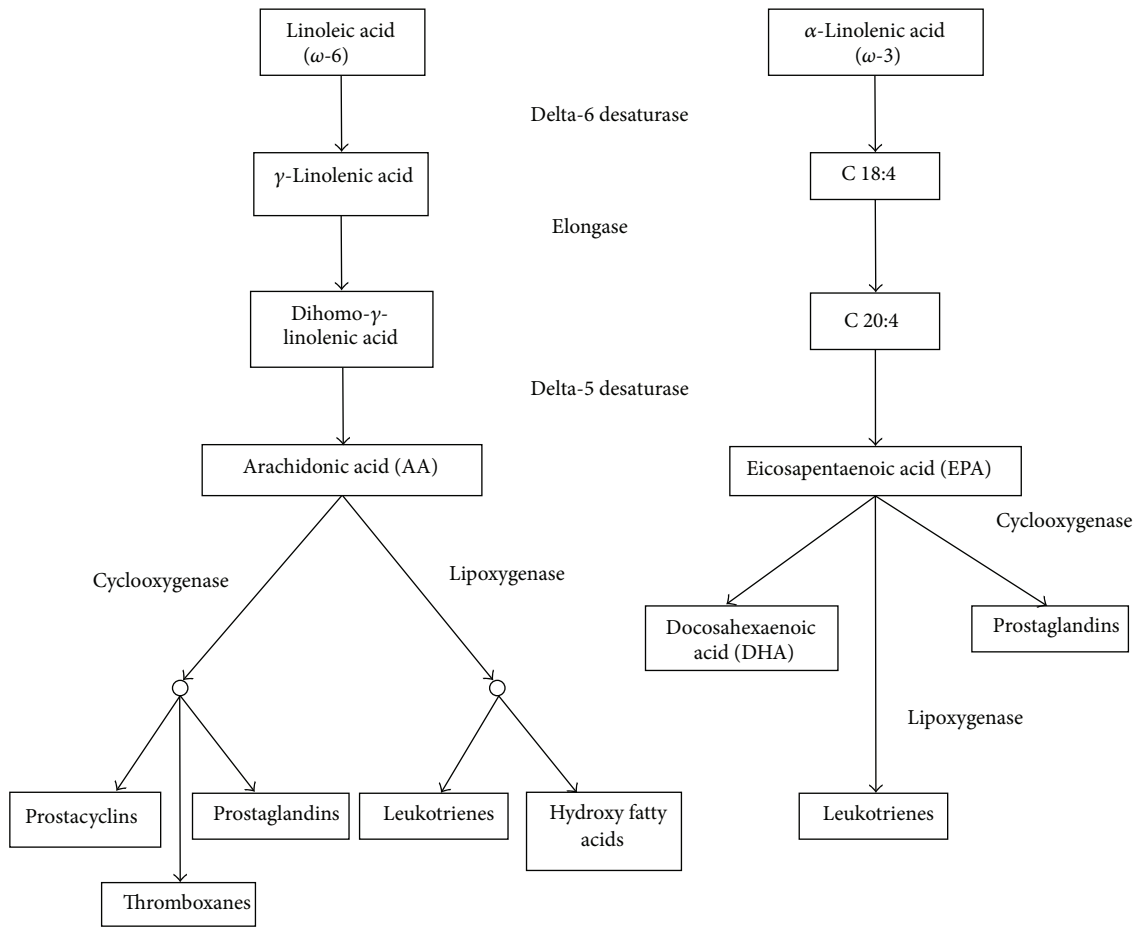 Linoleic acid
(ω-6)
α-Linolenic acid
(ω-3)
Delta-6 desaturase
γ-Linolenic acid
C 18:4
Elongase
Dihomo-γ-
linolenic acid
C 20:4
Delta-5 desaturase
Arachidonic acid (AA)
Eicosapentaenoic acid (EPA)
Cyclooxygenase
Lipoxygenase
Cyclooxygenase
Docosahexaenoic
acid (DHA)
Prostaglandins
Lipoxygenase
Prostacyclins
Prostaglandins
Leukotrienes
Hydroxy fatty
acids
Leukotrienes
Thromboxanes